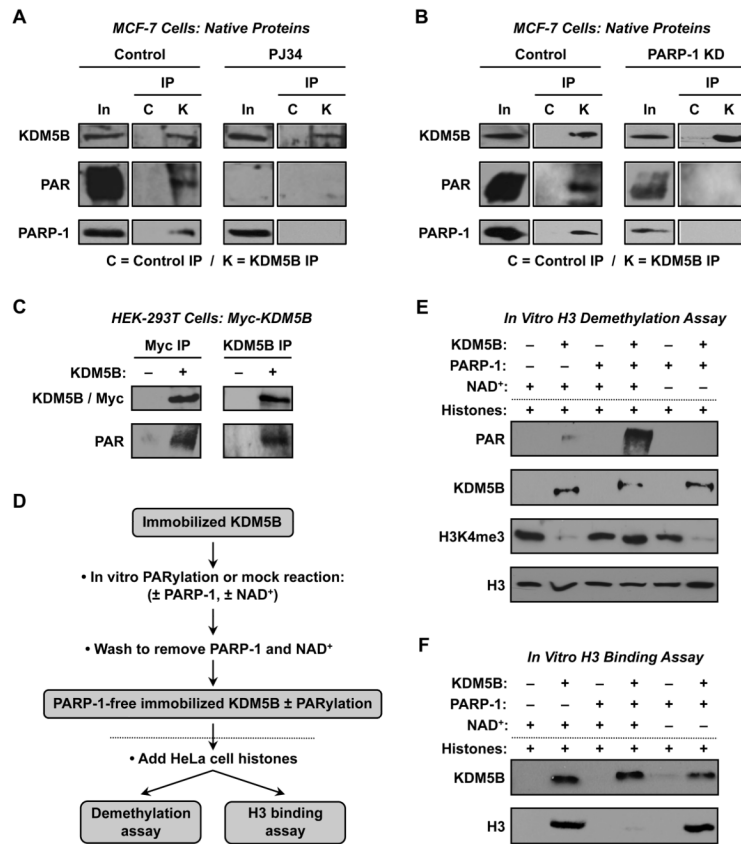 A
MCF-7 Cells: Native Proteins
Control PJ34
IP IP
In C K In C K
KDM5B
PAR
PARP-1
C = Control IP / K = KDM5B IP
B
MCF-7 Cells: Native Proteins
Control PARP-1 KD
IP IP
In C K In C K
KDM5B
PAR
PARP-1
C = Control IP / K = KDM5B IP
C
HEK-293T Cells: Myc-KDM5B
Myc IP KDM5B IP
KDM5B: – + – +
KDM5B / Myc
PAR
D
Immobilized KDM5B
• In vitro PARylation or mock reaction:
(± PARP-1, ± NAD+)
• Wash to remove PARP-1 and NAD+
PARP-1-free immobilized KDM5B ± PARylation
• Add HeLa cell histones
Demethylation
assay
H3 binding
assay
E
In Vitro H3 Demethylation Assay
KDM5B: – + – + – +
PARP-1: – – + + + +
NAD+: + + + + – –
Histones: + + + + + +
PAR
KDM5B
H3K4me3
H3
F
In Vitro H3 Binding Assay
KDM5B: – + – + – +
PARP-1: – – + + + +
NAD+: + + + + – –
Histones: + + + + + +
KDM5B
H3